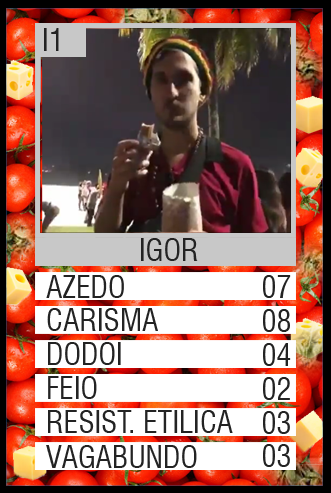 I1
IGOR
AZEDO 07
CARISMA 08
DODOI 04
FEIO 02
RESIST. ETILICA 03
VAGABUNDO 03